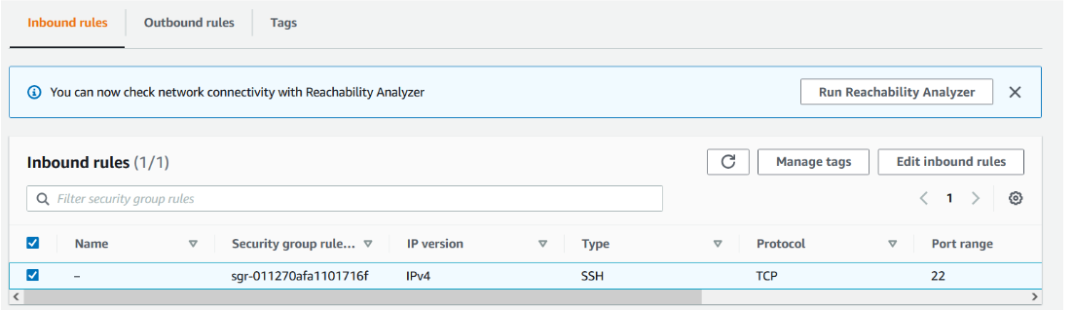 Inbound rules Outbound rules Tags
You can now check network connectivity with Reachability Analyzer Run Reachability Analyzer
Inbound rules (1/1) Manage tags Edit inbound rules
Filter security group rules 1
Name Security group rule... IP version Type Protocol Port range
– sgr-011270afa1101716f IPv4 SSH TCP 22